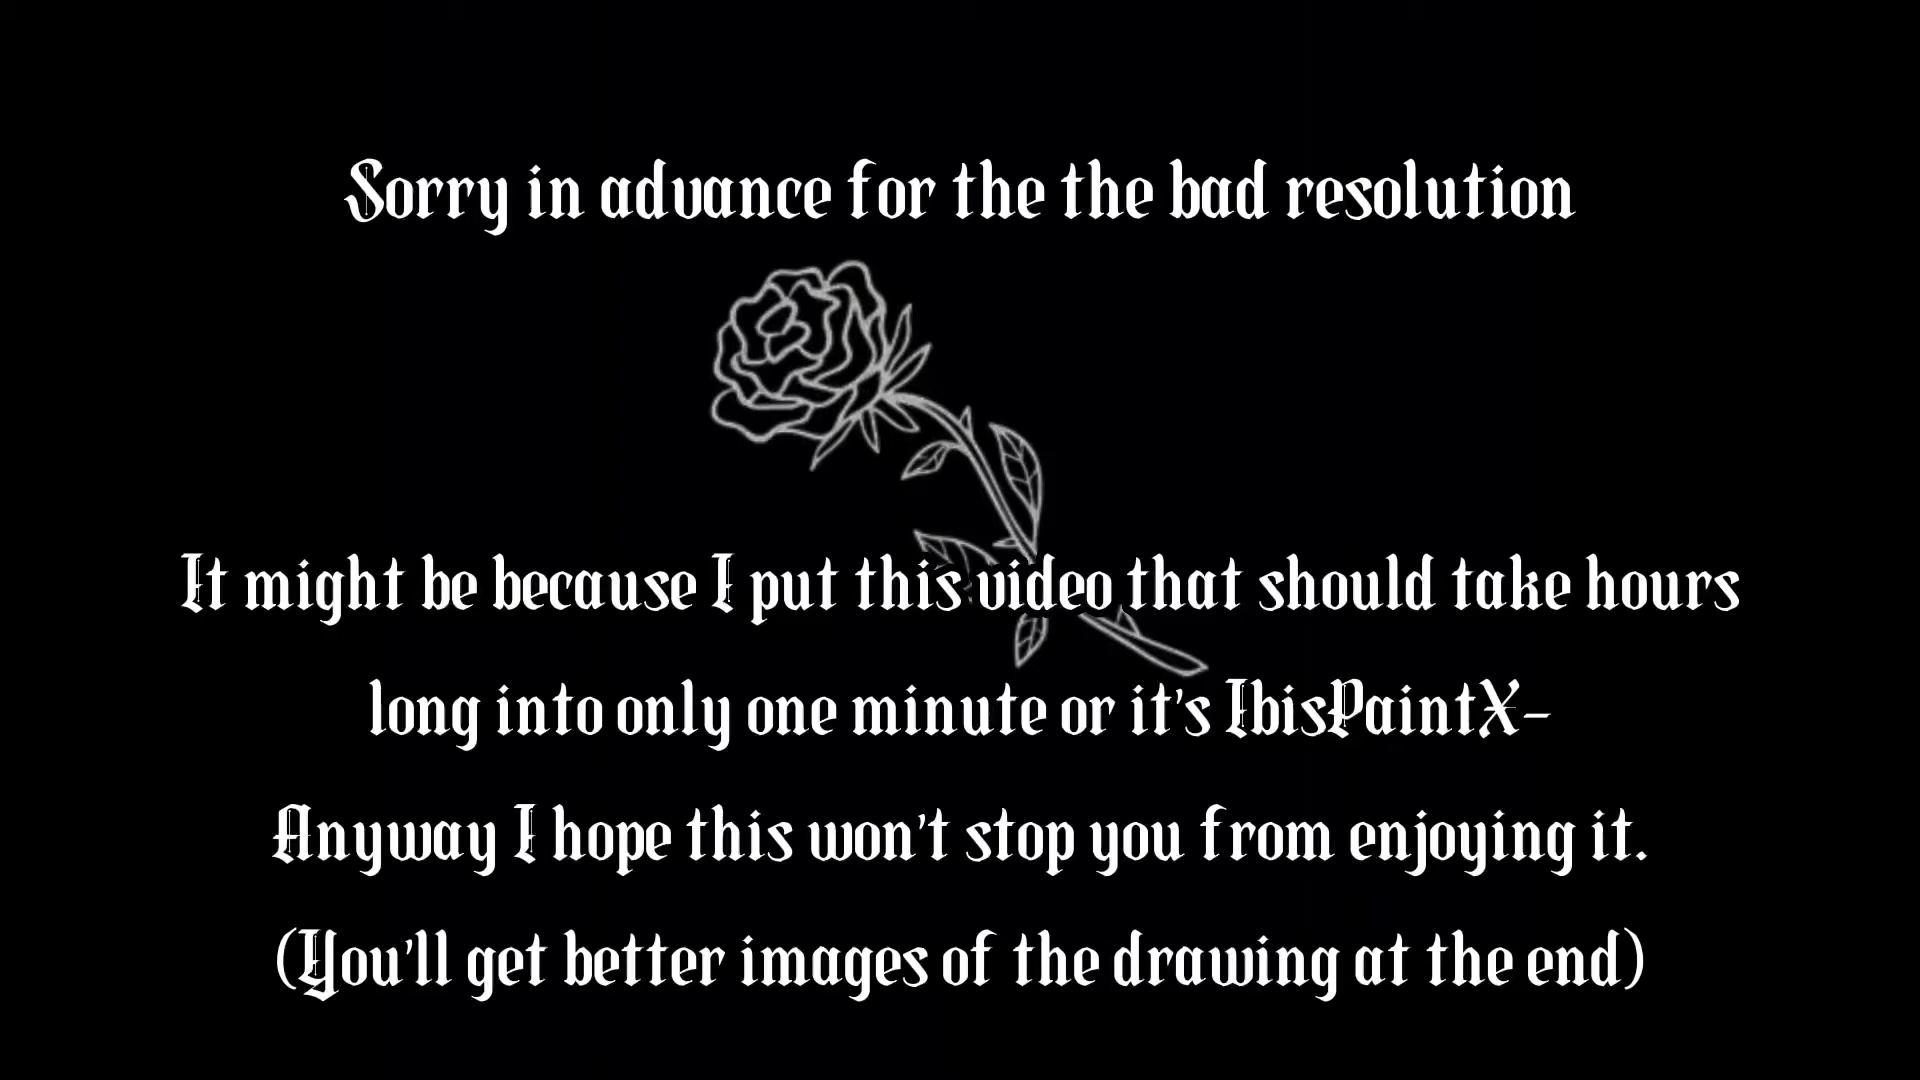 Sorry in advance for the the bad resolution
It might be because I put this video that should take hours
long into only one minute or it's IbisPaintX-
Anyway I hope this won't stop you from enjoying it.
(You'll get better images of the drawing at the end)